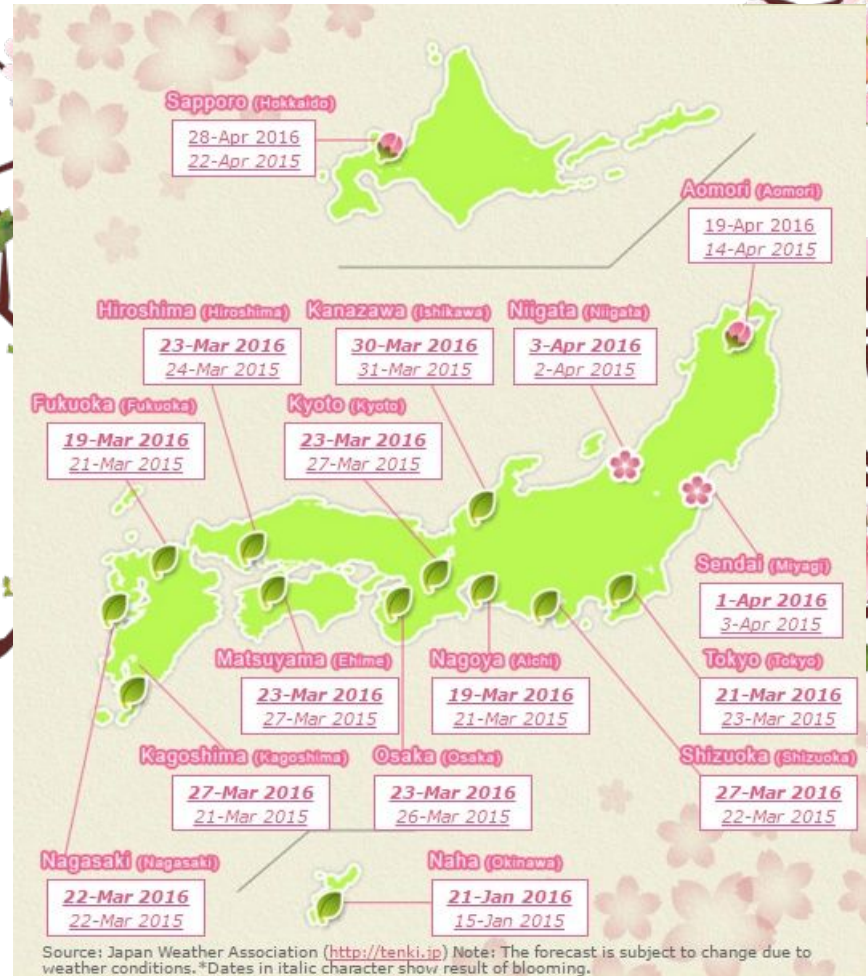 Sapporo (Hokkaido)
28-Apr 2016
22-Apr 2015
Aomori (Aomori)
19-Apr 2016
14-Apr 2015
Hiroshima (Hiroshima)
23-Mar 2016
24-Mar 2015
Kanazawa (Ishikawa)
30-Mar 2016
31-Mar 2015
Niigata (Niigata)
3-Apr 2016
2-Apr 2015
Fukuoka (Fukuoka)
19-Mar 2016
21-Mar 2015
Kyoto (Kyoto)
23-Mar 2016
27-Mar 2015
Sendai (Miyagi)
1-Apr 2016
3-Apr 2015
Matsuyama (Ehime)
23-Mar 2016
27-Mar 2015
Nagoya (Aichi)
19-Mar 2016
21-Mar 2015
Tokyo (Tokyo)
21-Mar 2016
23-Mar 2015
Kagoshima (Kagoshima)
27-Mar 2016
21-Mar 2015
Osaka (Osaka)
23-Mar 2016
26-Mar 2015
Shizuoka (Shizuoka)
27-Mar 2016
22-Mar 2015
Nagasaki (Nagasaki)
22-Mar 2016
22-Mar 2015
Naha (Okinawa)
21-Jan 2016
15-Jan 2015
Source: Japan Weather Association (http://tenki.jp) Note: The forecast is subject to change due to
weather conditions.*Dates in italic character show result of blooming.